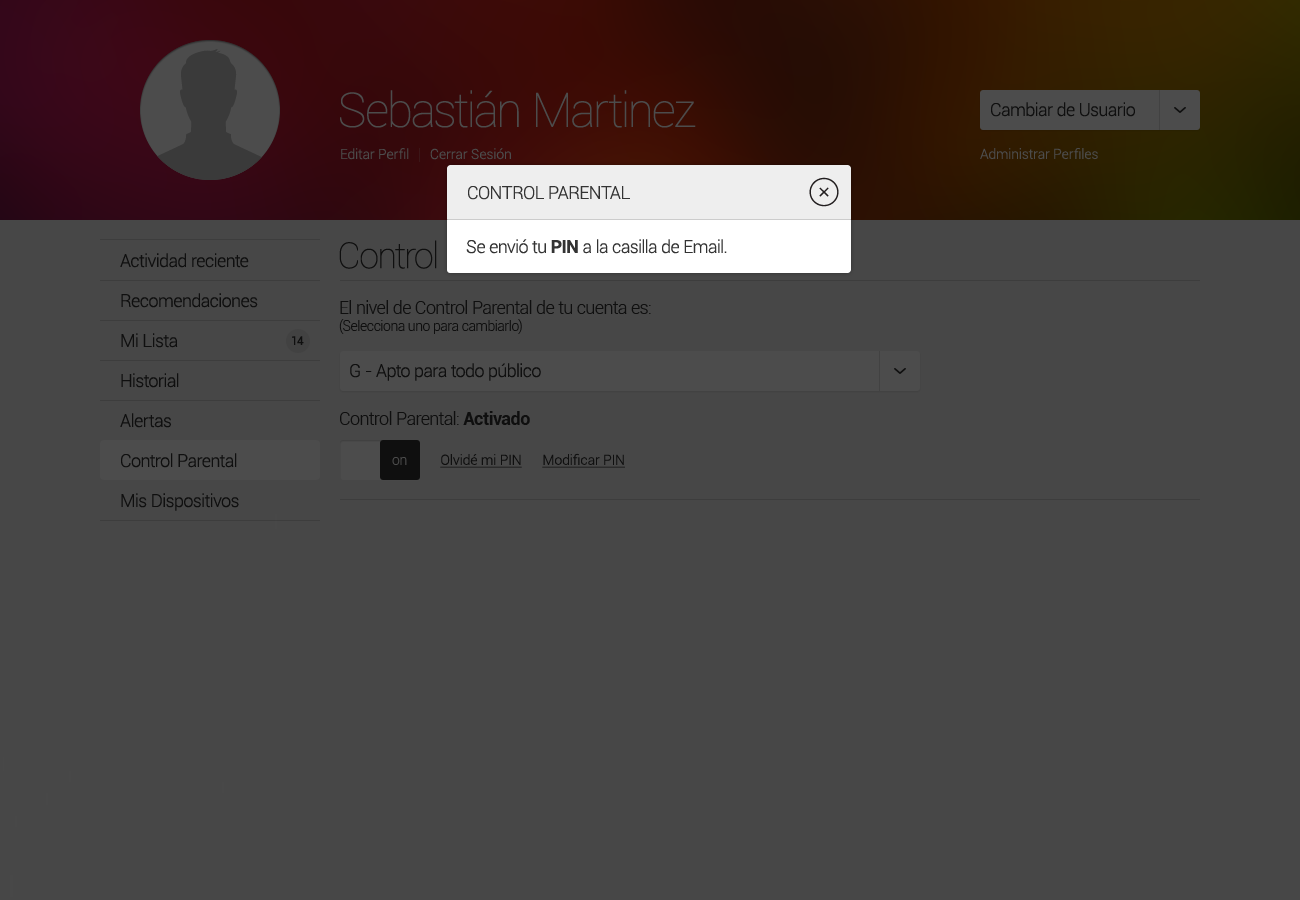 Sebastián Martinez
Cambiar de Usuario
Editar Perfil
Cerrar Sesión
Administrar Perfiles
CONTROL PARENTAL
Se envió tu PIN a la casilla de Email.
Actividad reciente
Recomendaciones
Mi Lista 14
Historial
Alertas
Control Parental
Mis Dispositivos
Control
El nivel de Control Parental de tu cuenta es:
(Selecciona uno para cambiarlo)
G - Apto para todo público
Control Parental: Activado
on
Olvidé mi PIN
Modificar PIN